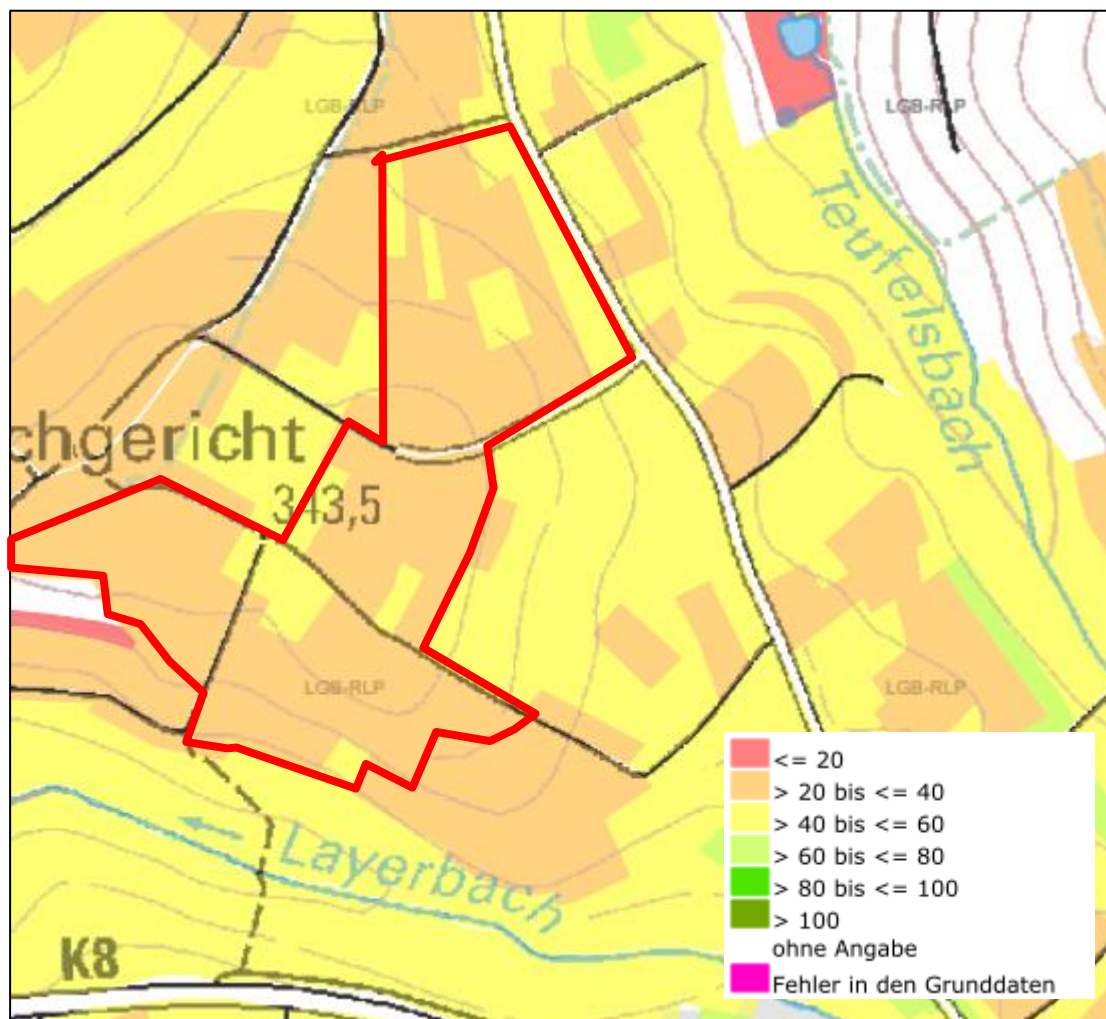 LGB-RLP
LGB-RLP
Teufelsbach
chgericht
343,5
LGB-RLP
LGB-RLP
Layerbach
K8
<= 20
> 20 bis <= 40
> 40 bis <= 60
> 60 bis <= 80
> 80 bis <= 100
> 100
ohne Angabe
Fehler in den Grunddaten